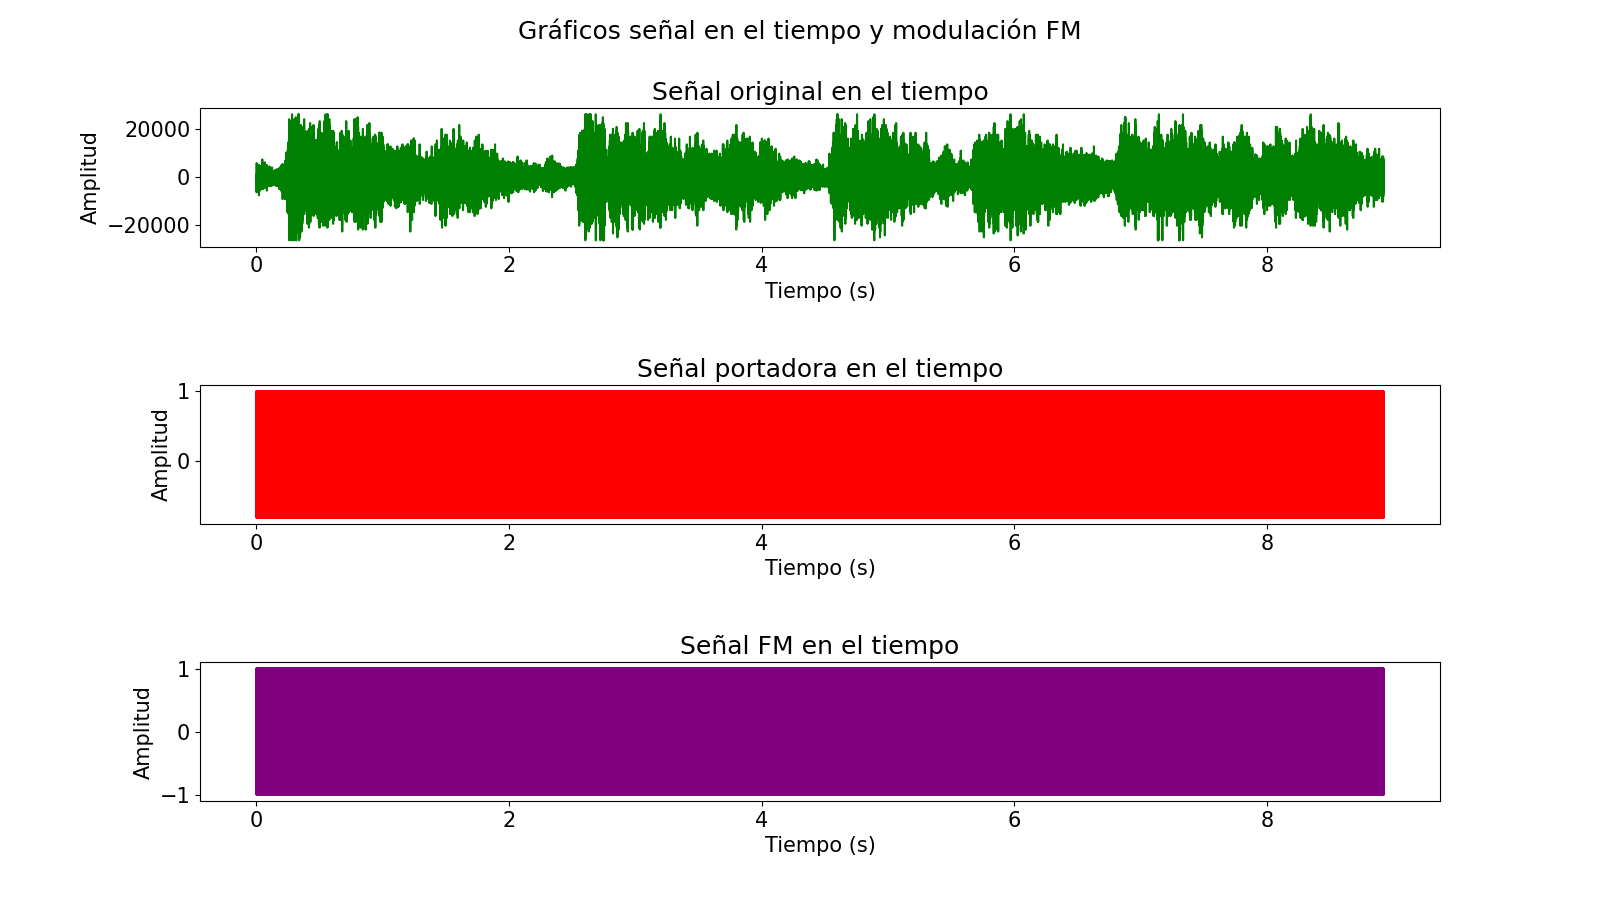 Gráficos señal en el tiempo y modulación FM
Señal original en el tiempo
Amplitud
20000
0
−20000
0 2 4 6 8
Tiempo (s)
Señal portadora en el tiempo
Amplitud
1
0
0 2 4 6 8
Tiempo (s)
Señal FM en el tiempo
Amplitud
1
0
−1
0 2 4 6 8
Tiempo (s)